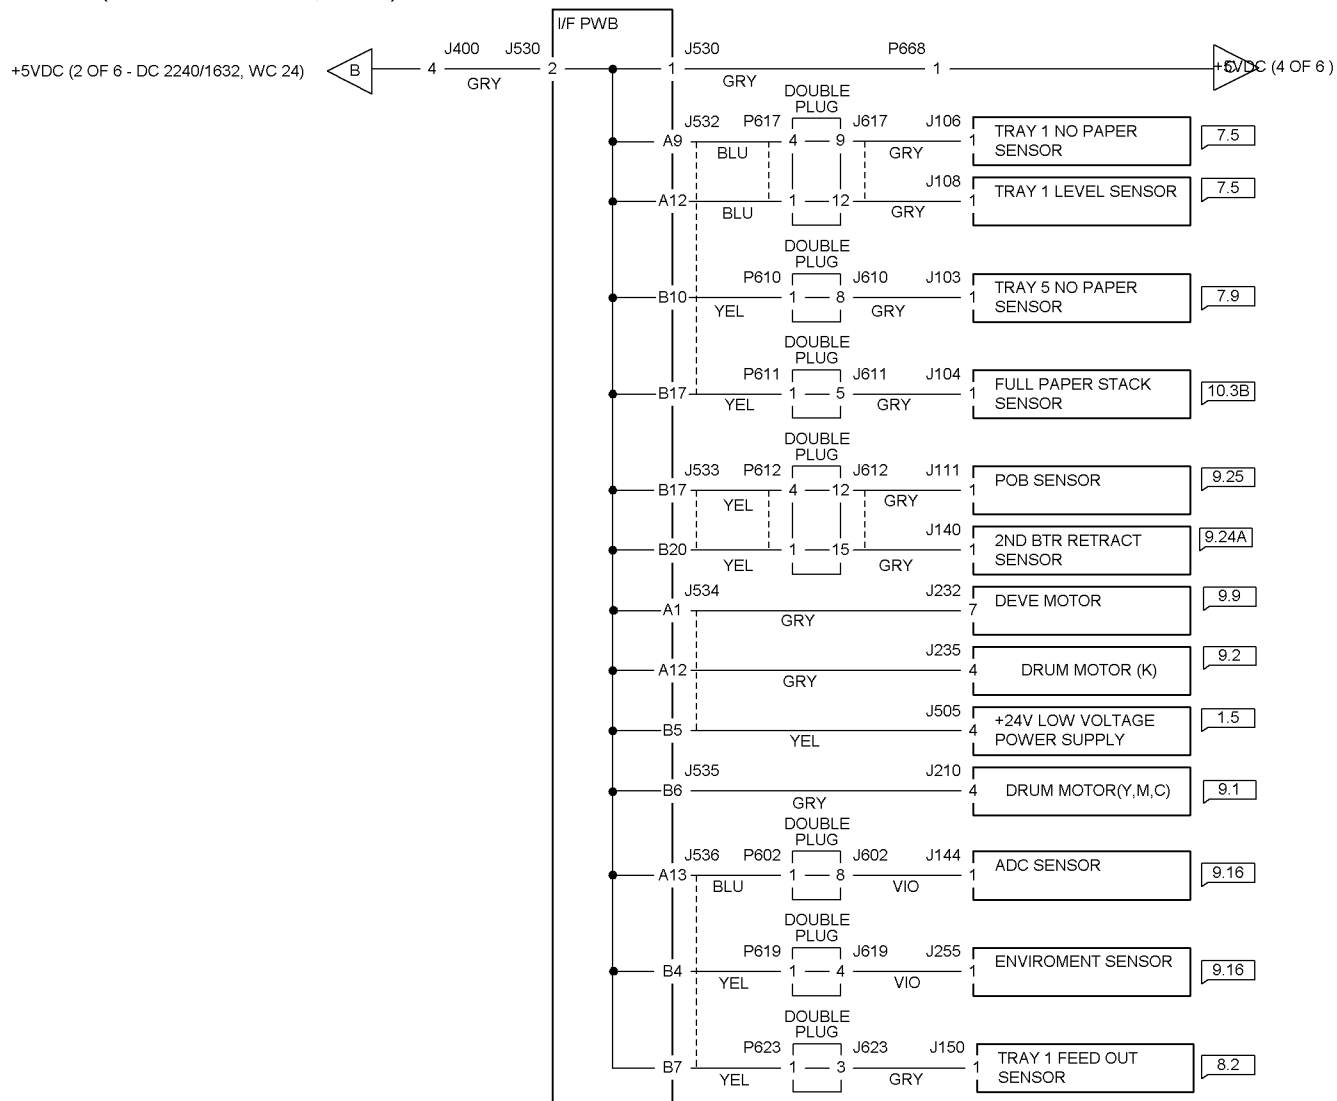 I/F PWB
+5VDC (2 OF 6 - DC 2240/1632, WC 24) B 4 J400 GRY J530 2 J530 1 GRY P668 1 +5VDC (4 OF 6 )
J532 A9 BLU P617 4 DOUBLE PLUG 9 J617 GRY J106 1 TRAY 1 NO PAPER SENSOR 7.5
A12 BLU 1 12 GRY J108 1 TRAY 1 LEVEL SENSOR 7.5
B10 YEL P610 1 DOUBLE PLUG 8 J610 GRY J103 1 TRAY 5 NO PAPER SENSOR 7.9
B17 YEL P611 1 DOUBLE PLUG 5 J611 GRY J104 1 FULL PAPER STACK SENSOR 10.3B
J533 B17 YEL P612 4 DOUBLE PLUG 12 J612 GRY J111 1 POB SENSOR 9.25
B20 YEL 1 15 GRY J140 1 2ND BTR RETRACT SENSOR 9.24A
J534 A1 GRY J232 7 DEVE MOTOR 9.9
A12 GRY J235 4 DRUM MOTOR (K) 9.2
B5 YEL J505 4 +24V LOW VOLTAGE POWER SUPPLY 1.5
J535 B6 GRY J210 4 DRUM MOTOR(Y,M,C) 9.1
J536 A13 BLU P602 1 DOUBLE PLUG 8 J602 VIO J144 1 ADC SENSOR 9.16
B4 YEL P619 1 DOUBLE PLUG 4 J619 VIO J255 1 ENVIROMENT SENSOR 9.16
B7 YEL P623 1 DOUBLE PLUG 3 J623 GRY J150 1 TRAY 1 FEED OUT SENSOR 8.2